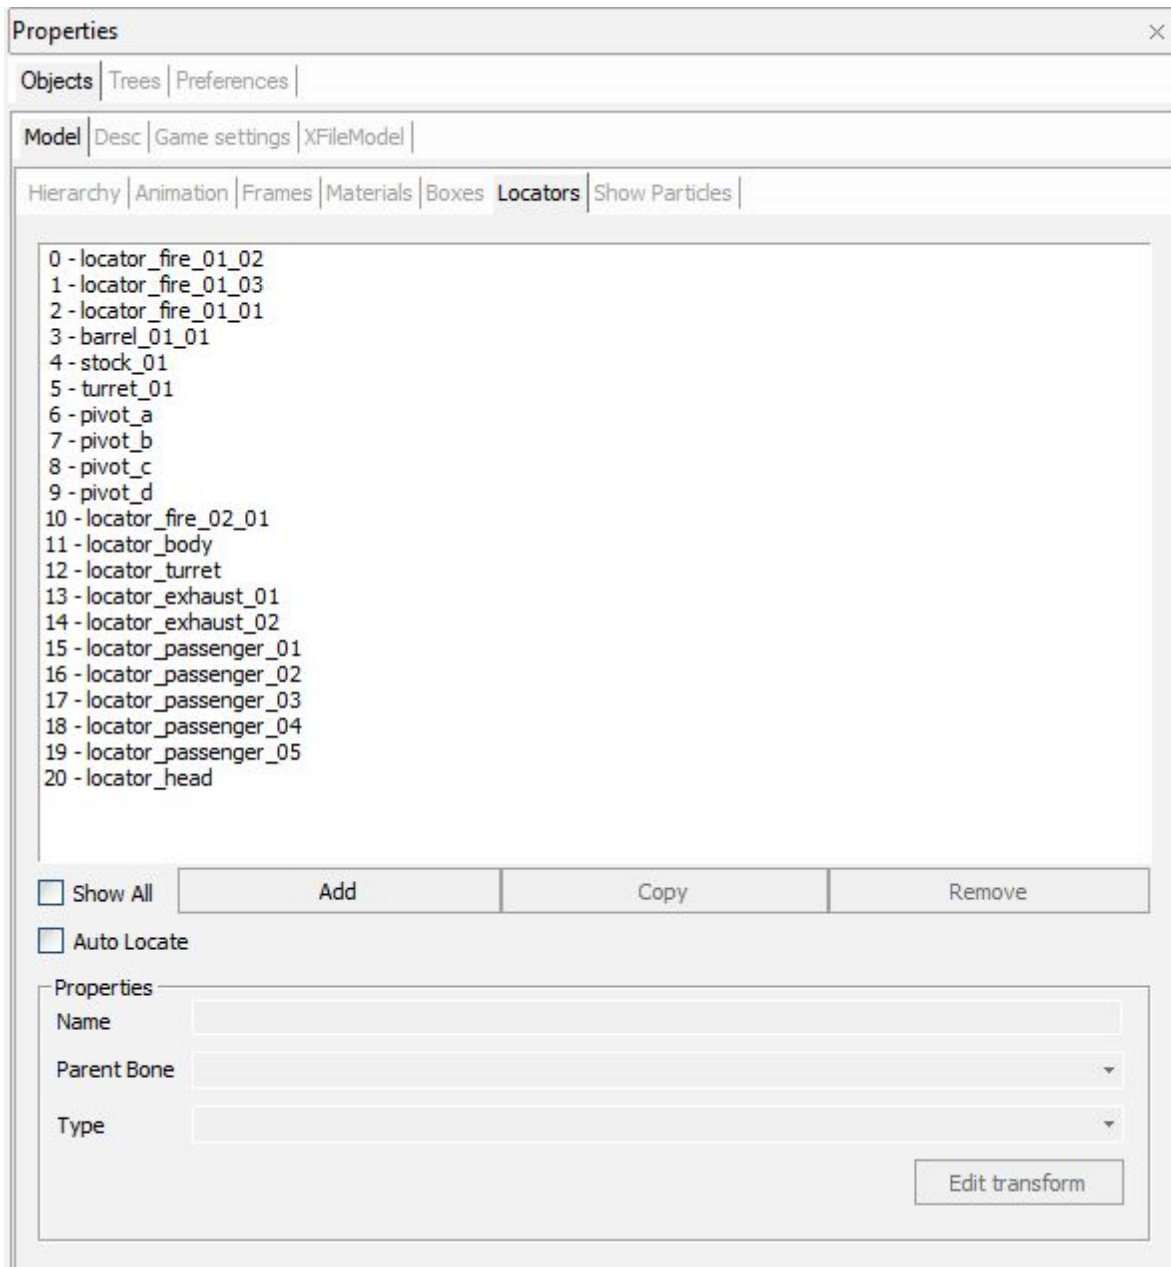 Properties
Objects Trees Preferences
Model Desc Game settings XFileModel
Hierarchy Animation Frames Materials Boxes Locators Show Particles
0 - locator_fire_01_02
1 - locator_fire_01_03
2 - locator_fire_01_01
3 - barrel_01_01
4 - stock_01
5 - turret_01
6 - pivot_a
7 - pivot_b
8 - pivot_c
9 - pivot_d
10 - locator_fire_02_01
11 - locator_body
12 - locator_turret
13 - locator_exhaust_01
14 - locator_exhaust_02
15 - locator_passenger_01
16 - locator_passenger_02
17 - locator_passenger_03
18 - locator_passenger_04
19 - locator_passenger_05
20 - locator_head
Show All Add Copy Remove
Auto Locate
Properties
Name
Parent Bone
Type
Edit transform